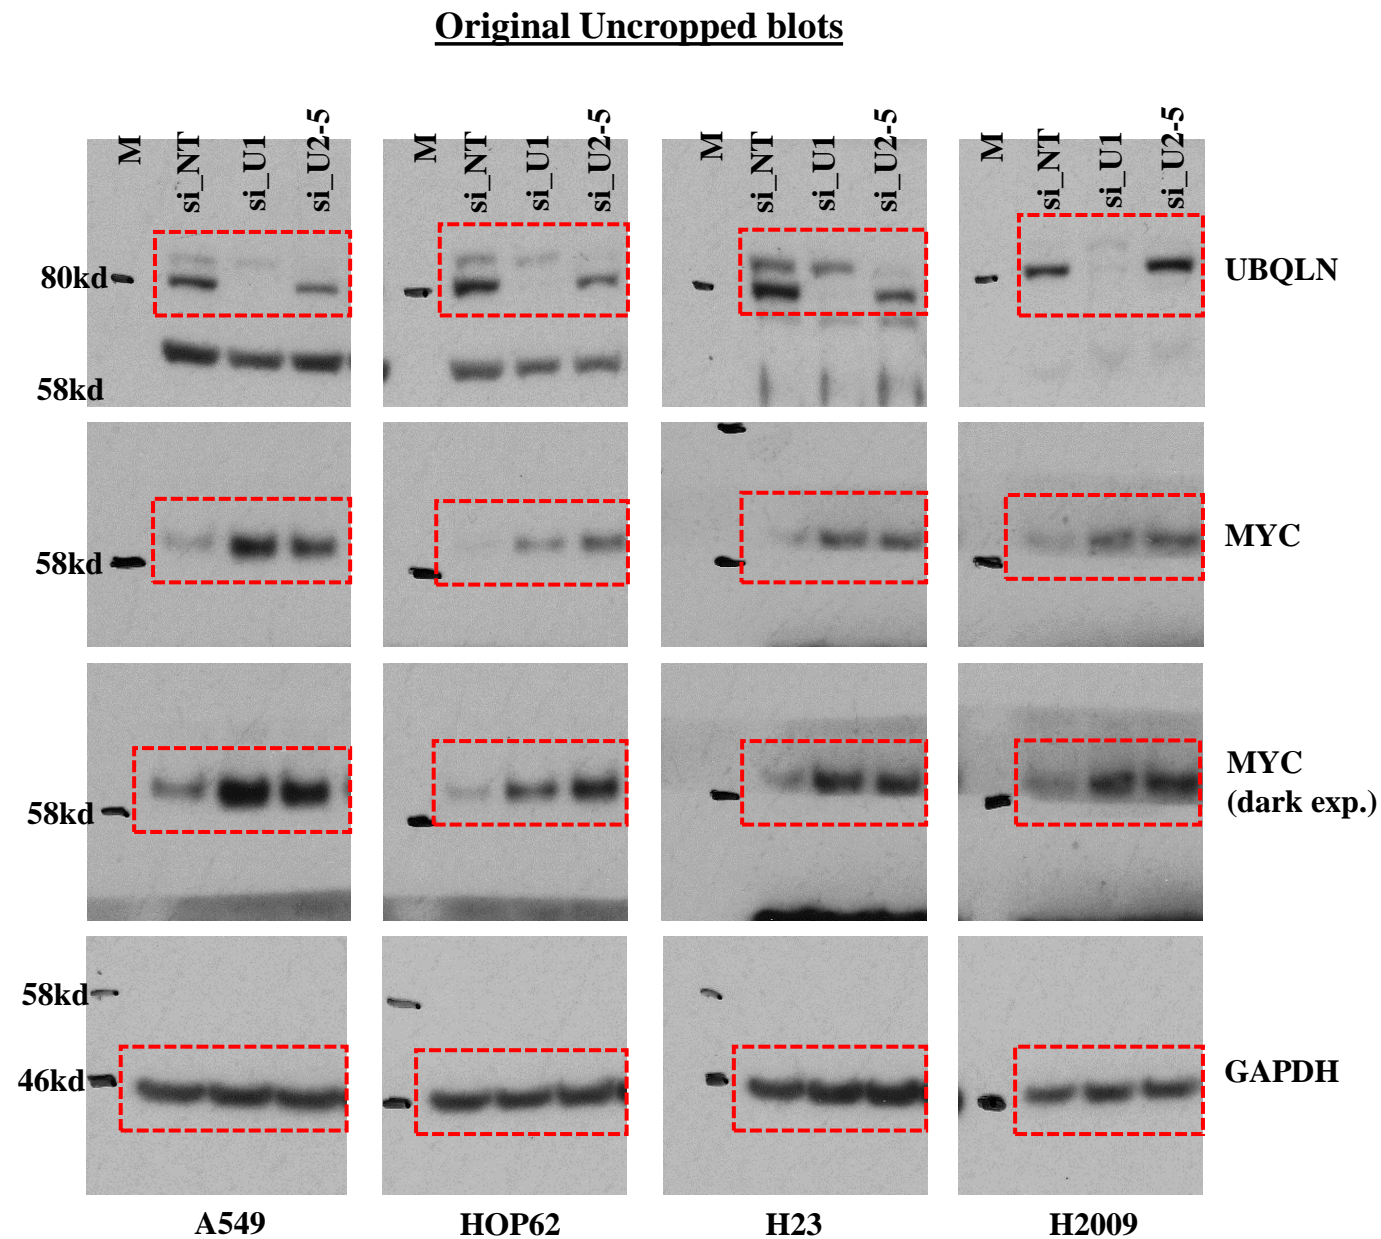 Original Uncropped blots
M si_NT si_U1 si_U2-5 M si_NT si_U1 si_U2-5 M si_NT si_U1 si_U2-5 M si_NT si_U1 si_U2-5
80kd
UBQLN
58kd
MYC
58kd
MYC
(dark exp.)
58kd
58kd
46kd
GAPDH
A549 HOP62 H23 H2009